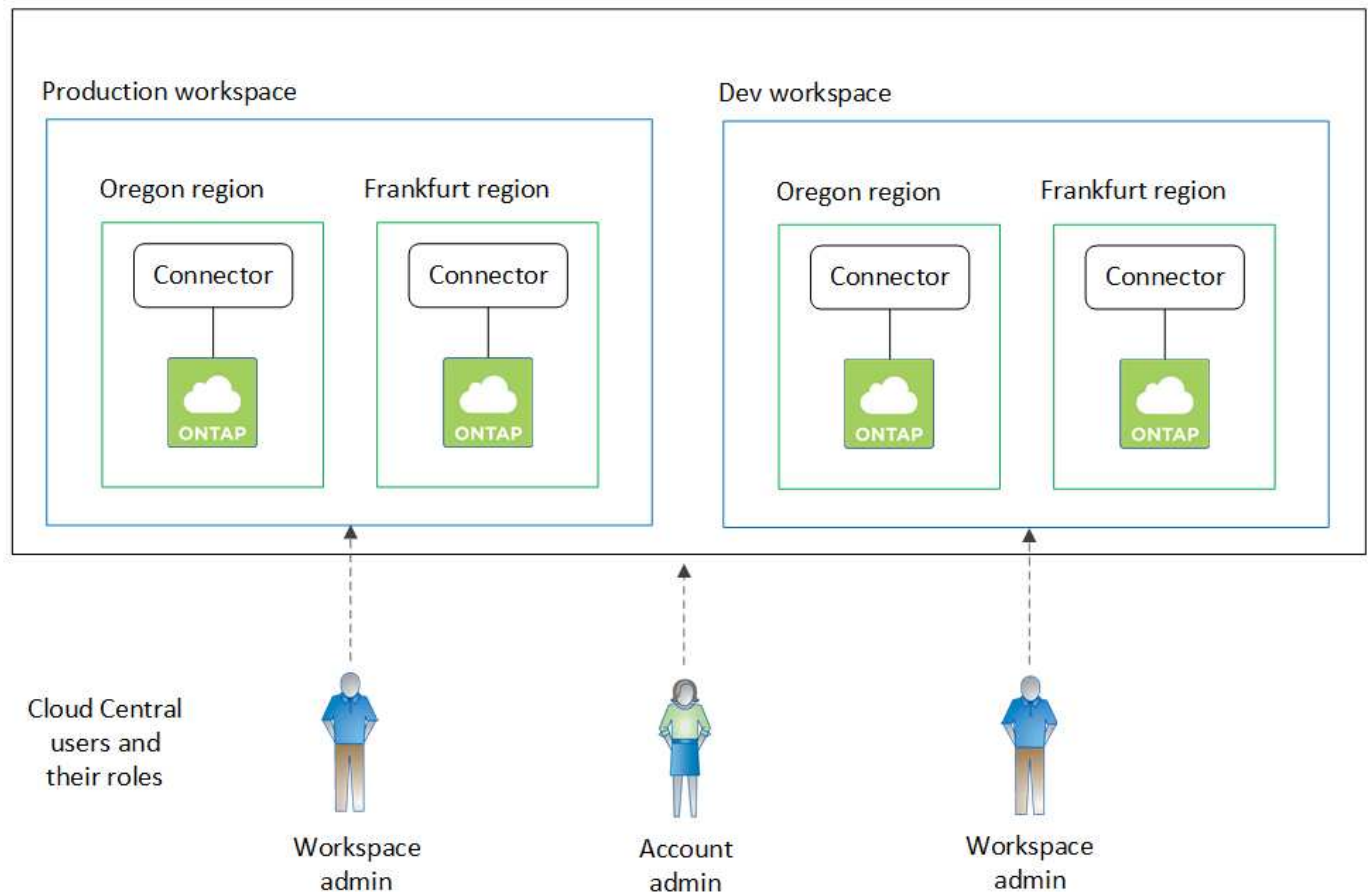 Production workspace
Dev workspace
Oregon region
Frankfurt region
Oregon region
Frankfurt region
Connector
Connector
Connector
Connector
ONTAP
ONTAP
ONTAP
ONTAP
Cloud Central
users and
their roles
Workspace
admin
Account
admin
Workspace
admin